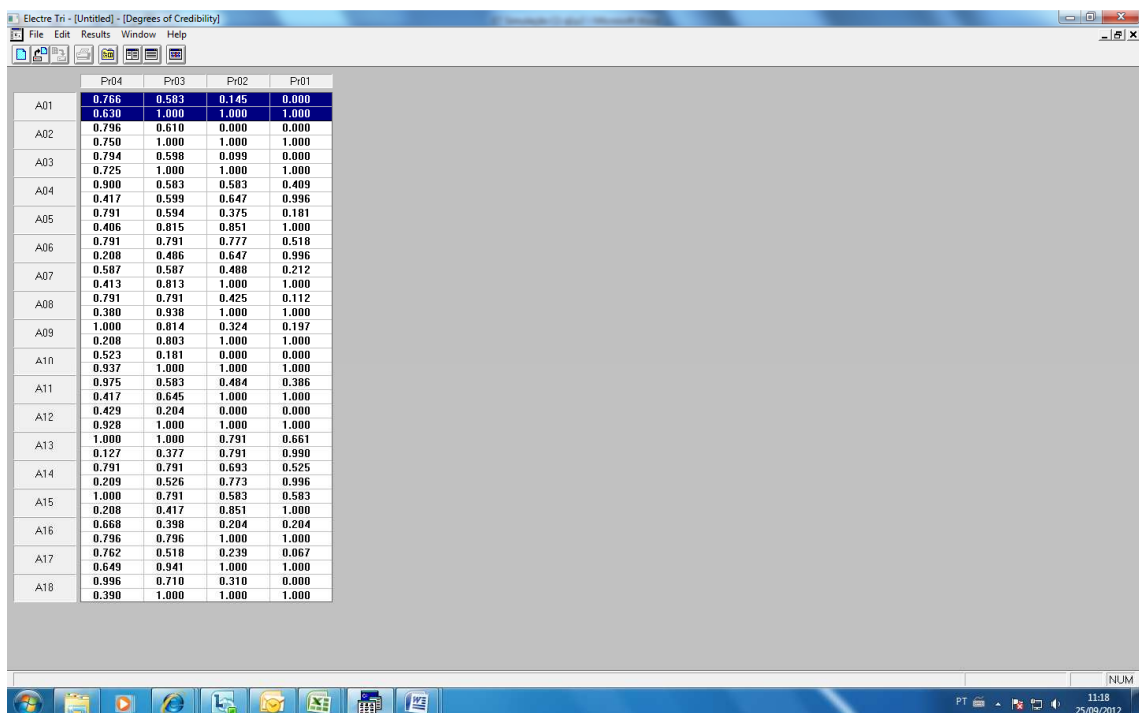 Electre Tri - [Untitled] - [Degrees of Credibility]
File Edit Results Window Help
Pr04 Pr03 Pr02 Pr01
A01 0.766 0.583 0.145 0.000
0.630 1.000 1.000 1.000
A02 0.796 0.610 0.000 0.000
0.750 1.000 1.000 1.000
A03 0.794 0.598 0.099 0.000
0.725 1.000 1.000 1.000
A04 0.900 0.583 0.583 0.409
0.417 0.599 0.647 0.996
A05 0.791 0.594 0.375 0.181
0.406 0.815 0.851 1.000
A06 0.791 0.791 0.777 0.518
0.208 0.486 0.647 0.996
A07 0.587 0.587 0.488 0.212
0.413 0.813 1.000 1.000
A08 0.791 0.791 0.425 0.112
0.380 0.938 1.000 1.000
A09 1.000 0.814 0.324 0.197
0.208 0.803 1.000 1.000
A10 0.523 0.181 0.000 0.000
0.937 1.000 1.000 1.000
A11 0.975 0.583 0.484 0.386
0.417 0.645 1.000 1.000
A12 0.429 0.204 0.000 0.000
0.928 1.000 1.000 1.000
A13 1.000 1.000 0.791 0.661
0.127 0.377 0.791 0.990
A14 0.791 0.791 0.693 0.525
0.209 0.526 0.773 0.996
A15 1.000 0.791 0.583 0.583
0.208 0.417 0.851 1.000
A16 0.668 0.398 0.204 0.204
0.796 0.796 1.000 1.000
A17 0.762 0.518 0.239 0.067
0.649 0.941 1.000 1.000
A18 0.996 0.710 0.310 0.000
0.390 1.000 1.000 1.000
NUM
PT 11:18
25/09/2012